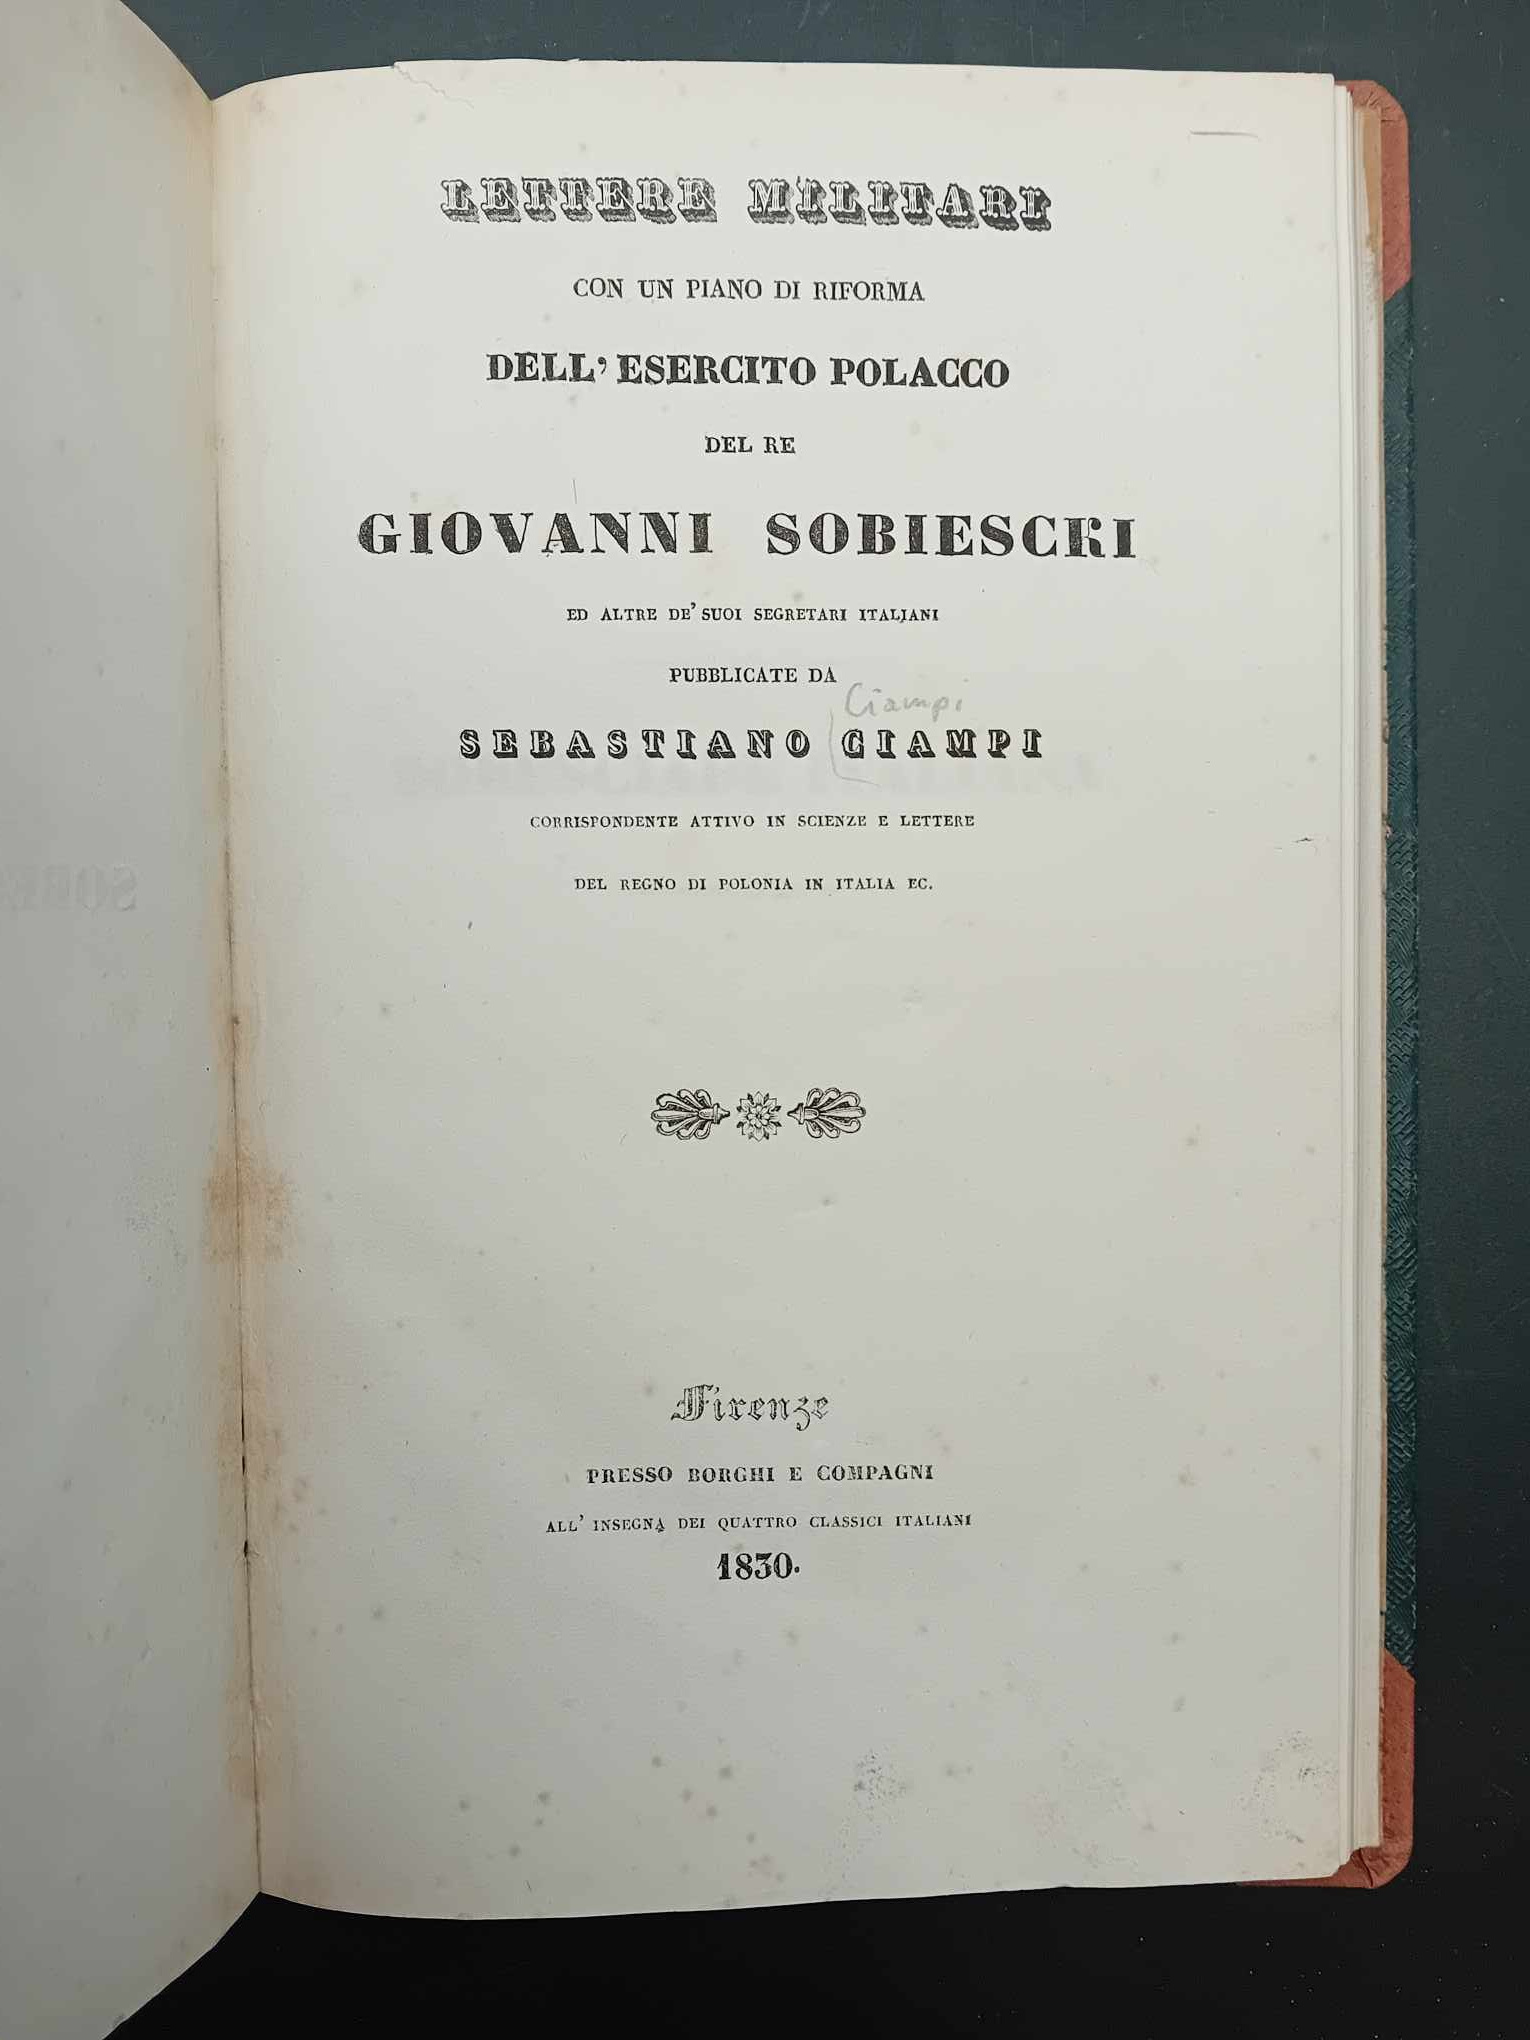 LETTERE MILITARI
CON UN PIANO DI RIFORMA
DELL' ESERCITO POLACCO
DEL RE
GIOVANNI SOBIESCKI
ED ALTRE DE' SUOI SEGRETARI ITALIANI
PUBBLICATE DA
Ciampi
SEBASTIANO CIAMPI
CORRISPONDENTE ATTIVO IN SCIENZE E LETTERE
DEL REGNO DI POLONIA IN ITALIA EC.
Firenze
PRESSO BORGHI E COMPAGNI
ALL' INSEGNA DEI QUATTRO CLASSICI ITALIANI
1830.